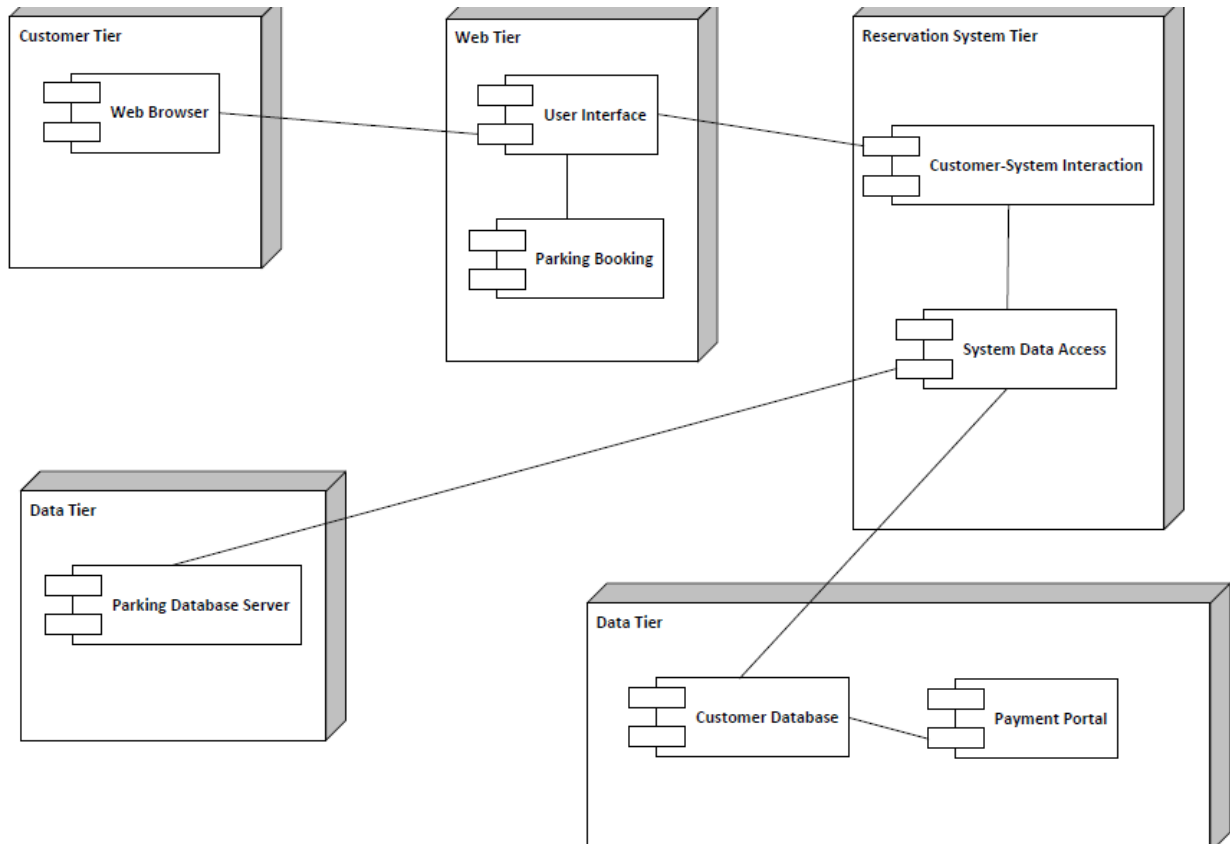 Customer Tier
Web Browser
Web Tier
User Interface
Parking Booking
Reservation System Tier
Customer-System Interaction
System Data Access
Data Tier
Parking Database Server
Data Tier
Customer Database
Payment Portal